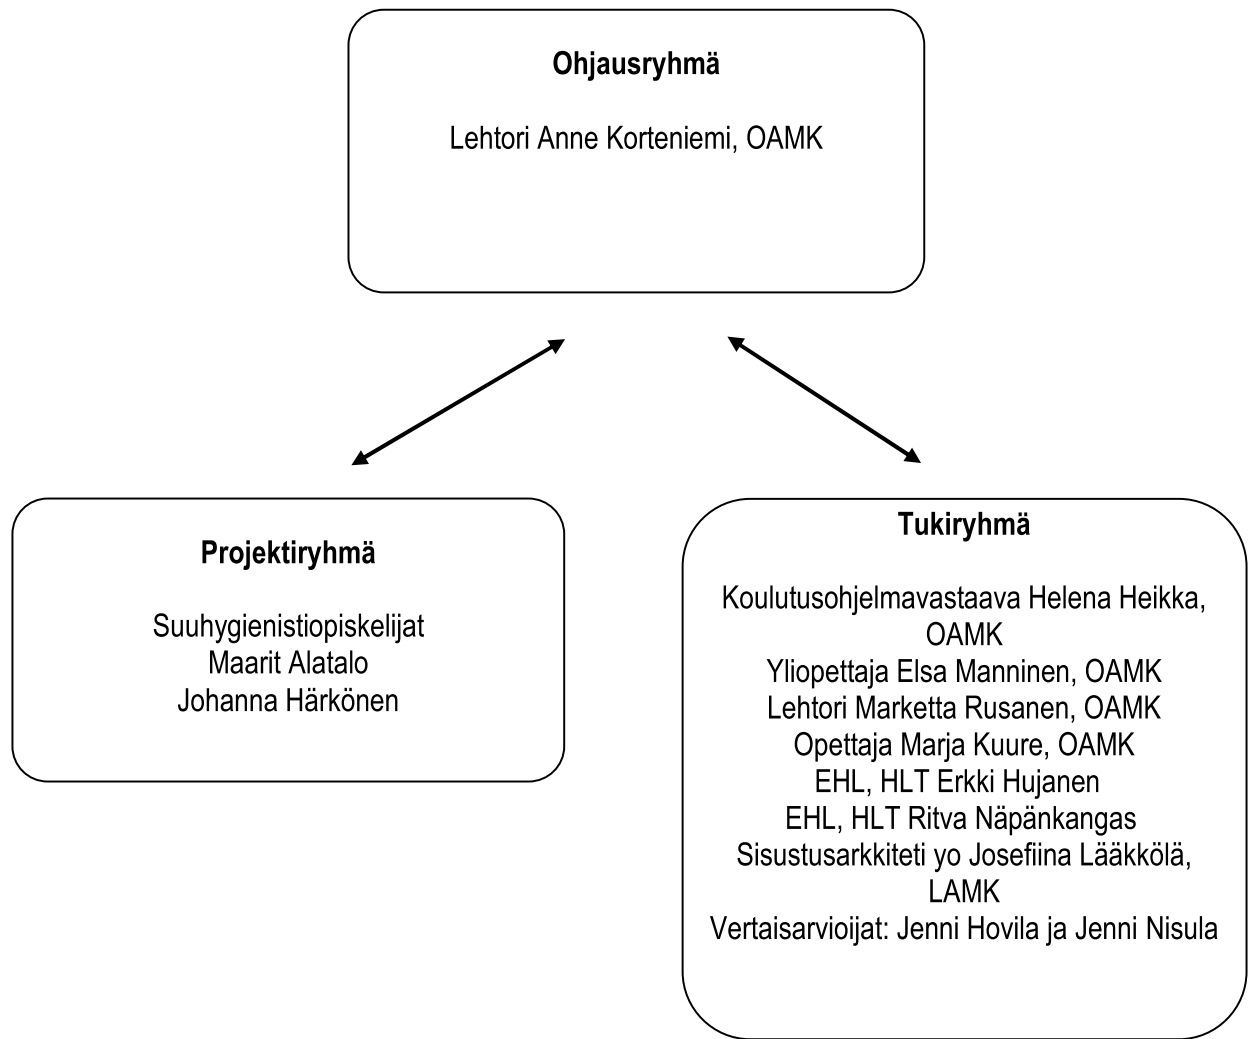 Ohjausryhmä
Lehtori Anne Korteniemi, OAMK
Projektiryhmä
Suuhygienistiopiskelijat
Maarit Alatalo
Johanna Härkönen
Tukiryhmä
Koulutusohjelmavastaava Helena Heikka,
OAMK
Yliopettaja Elsa Manninen, OAMK
Lehtori Marketta Rusanen, OAMK
Opettaja Marja Kuure, OAMK
EHL, HLT Erkki Hujanen
EHL, HLT Ritva Näpänkangas
Sisustusarkkiteti yo Josefiina Lääkkölä,
LAMK
Vertaisarvioijat: Jenni Hovila ja Jenni Nisula